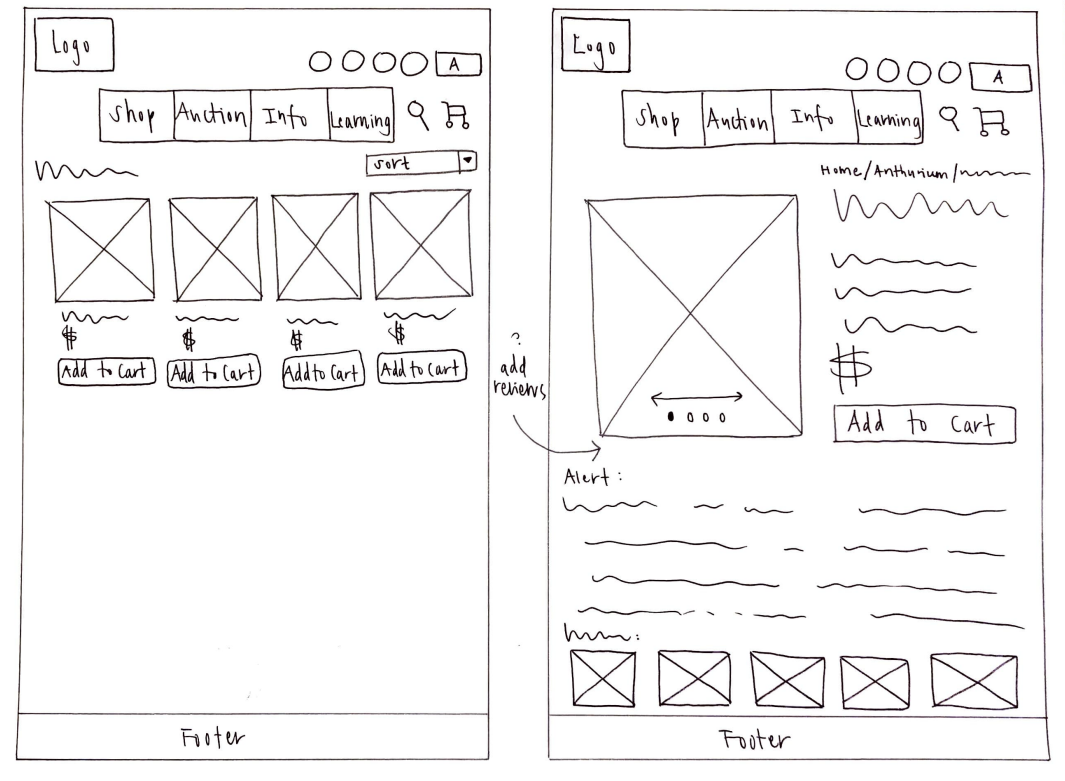 Logo
A
Shop Auction Info Learning
sort
$ $ $ $
Add to Cart Add to Cart Add to Cart Add to Cart
Footer
?
add
reviews
Logo
A
Shop Auction Info Learning
Home/Anthurium/
$
Add to Cart
Alert:
Footer